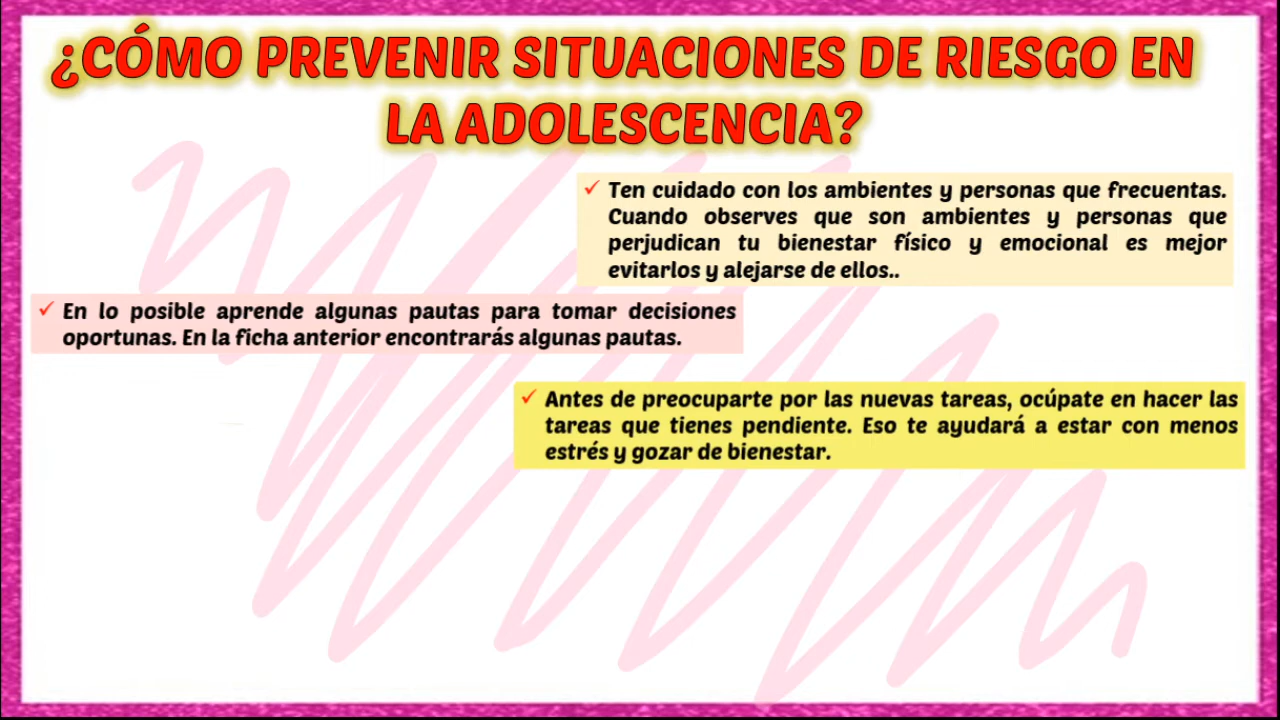 ¿CÓMO PREVENIR SITUACIONES DE RIESGO EN
LA ADOLESCENCIA?
✓ Ten cuidado con los ambientes y personas que frecuentas.
Cuando observes que son ambientes y personas que
perjudican tu bienestar físico y emocional es mejor
evitarlos y alejarse de ellos..
✓ En lo posible aprende algunas pautas para tomar decisiones
oportunas. En la ficha anterior encontrarás algunas pautas.
✓ Antes de preocuparte por las nuevas tareas, ocúpate en hacer las
tareas que tienes pendiente. Eso te ayudará a estar con menos
estrés y gozar de bienestar.